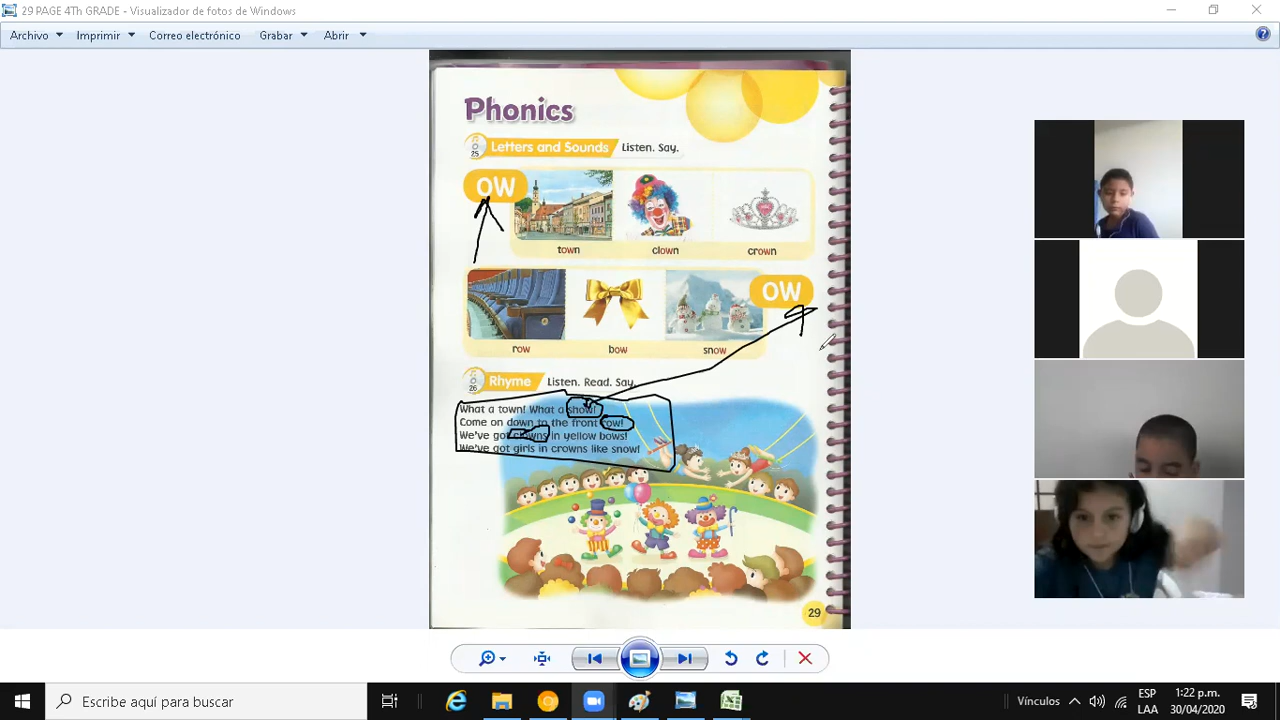 29 PAGE 4Th GRADE - Visualizador de fotos de Windows
Archivo Imprimir Correo electrónico Grabar Abrir
Phonics
25 Letters and Sounds Listen. Say.
OW
town clown crown
OW
row bow snow
26 Rhyme Listen. Read. Say.
What a town! What a show!
Come on down to the front row!
We've got clowns in yellow bows!
We've got girls in crowns like snow!
29
Escribe aquí para buscar
Vínculos
ESP
LAA
1:22 p.m.
30/04/2020